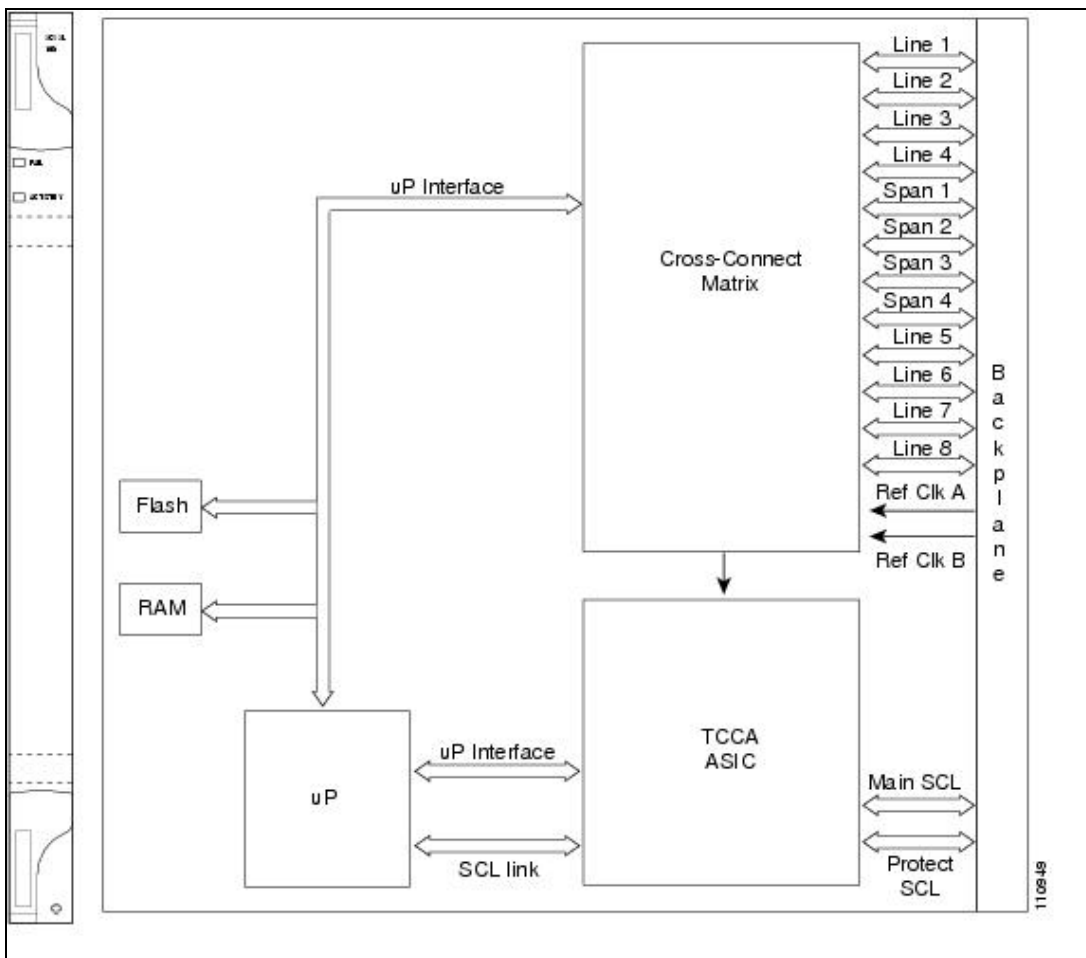 FAIL
Line 1
Line 2
Line 3
Line 4
uP Interface
Span 1
Span 2
Cross-Connect
Matrix
Span 3
Span 4
Line 5
Line 6
Line 7
Line 8
Backplane
Flash
Ref Clk A
Ref Clk B
RAM
TCCA
ASIC
uP Interface
uP
Main SCL
SCL link
Protect
SCL
110949